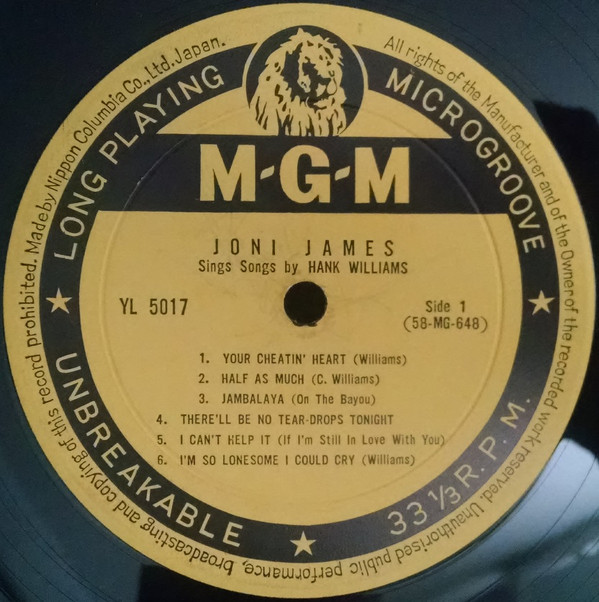 Made by Nippon Columbia Co., Ltd. Japan.
All rights of the Manufacturer and of the Owner of the recorded work reserved. Unauthorised public performance, broadcasting and copying of this record prohibited.
LONG PLAYING
MICROGROOVE
M-G-M
JONI JAMES
Sings Songs by HANK WILLIAMS
YL 5017
Side 1
(58-MG-648)
1. YOUR CHEATIN' HEART (Williams)
2. HALF AS MUCH (C. Williams)
3. JAMBALAYA (On The Bayou)
4. THERE'LL BE NO TEAR-DROPS TONIGHT
5. I CAN'T HELP IT (If I'm Still In Love With You)
6. I'M SO LONESOME I COULD CRY (Williams)
UNBREAKABLE
33 1/3 R. P. M.